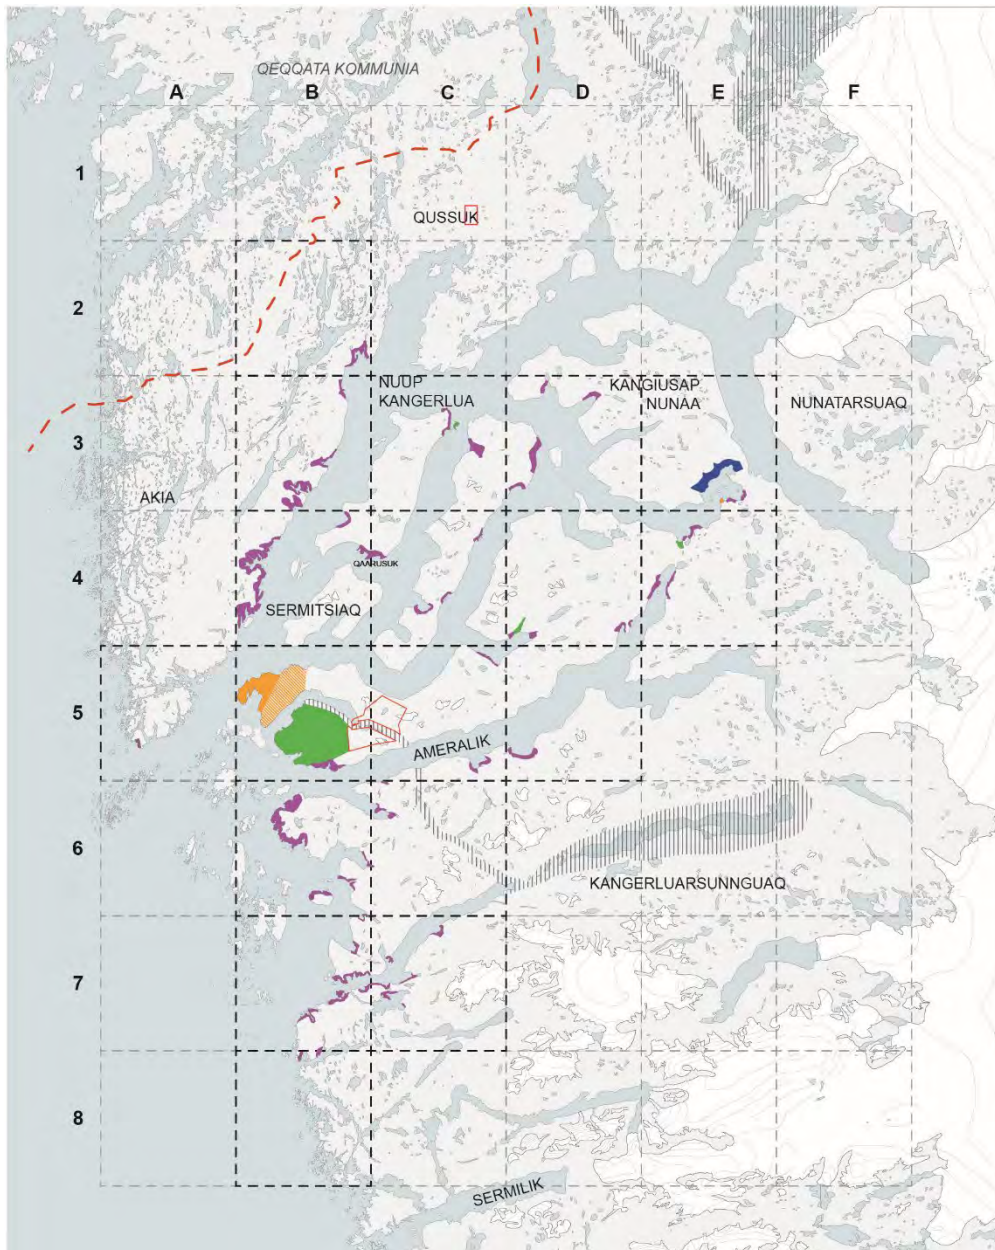 QEQQATA KOMMUNIA
A B C D E F
1
QUSSUK
2
NUUP
KANGERLUA
KANGIUSAP
NUNAA
NUNATARSUAQ
3
AKIA
QAARUSUK
4
SERMITSIAQ
5
AMERALIK
6
KANGERLUARSUNNGUAQ
7
8
SERMILIK